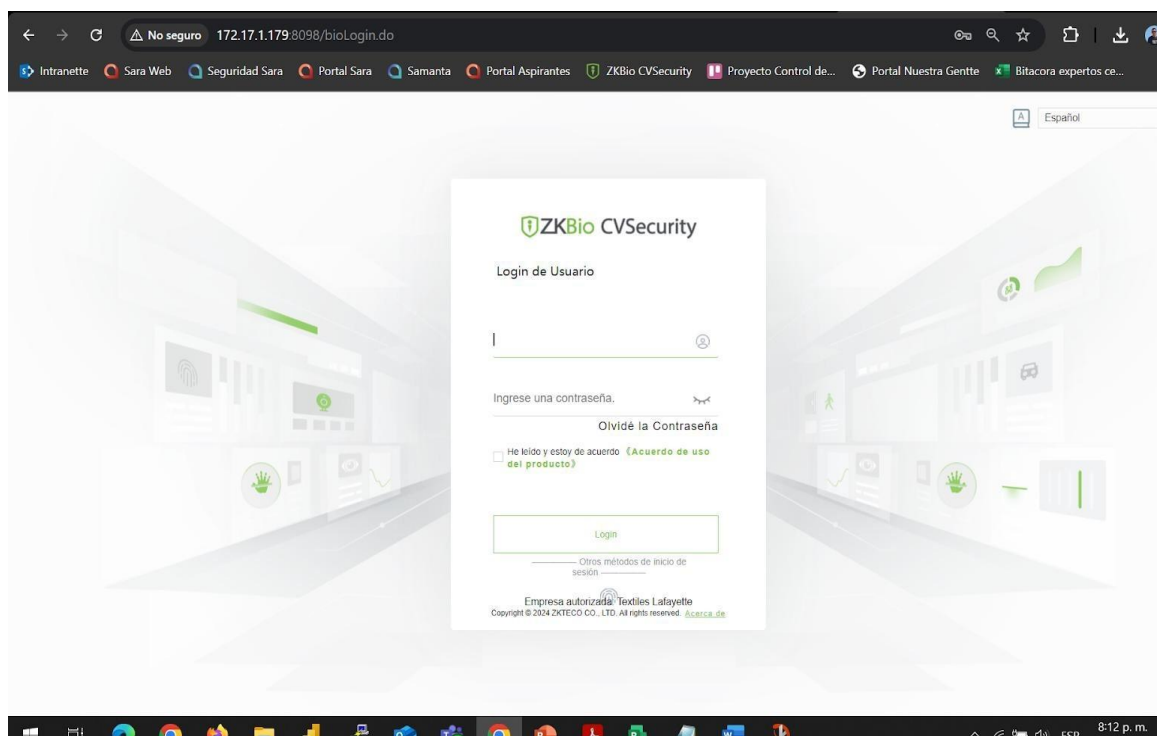 No seguro 172.17.1.179:8098/bioLogin.do
Intranette Sara Web Seguridad Sara Portal Sara Samanta Portal Aspirantes ZKBio CVSecurity Proyecto Control de... Portal Nuestra Gentte Bitacora expertos ce...
A Español
ZKBio CVSecurity
Login de Usuario
Ingrese una contraseña.
Olvidé la Contraseña
He leído y estoy de acuerdo 《Acuerdo de uso
del producto》
Login
Otros métodos de inicio de
sesión
Empresa autorizada: Textiles Lafayette
Copyright © 2024 ZKTECO CO., LTD. All rights reserved. Acerca de
8:12 p. m.
ESP